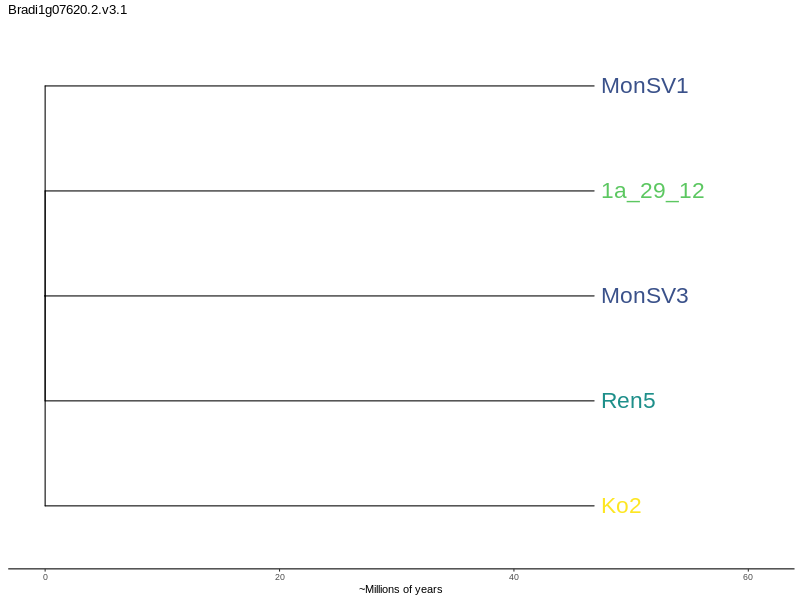 Bradi1g07620.2.v3.1
MonSV1
1a_29_12
MonSV3
Ren5
Ko2
0 20 40 60
~Millions of years